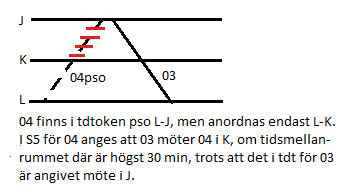 J
K
04pso
03
L
04 finns i tdtoken pso L-J, men anordnas endast L-K.
I S5 för 04 anges att 03 möter 04 i K, om tidsmellan-
rummet där är högst 30 min, trots att det i tdt för 03
är angivet möte i J.